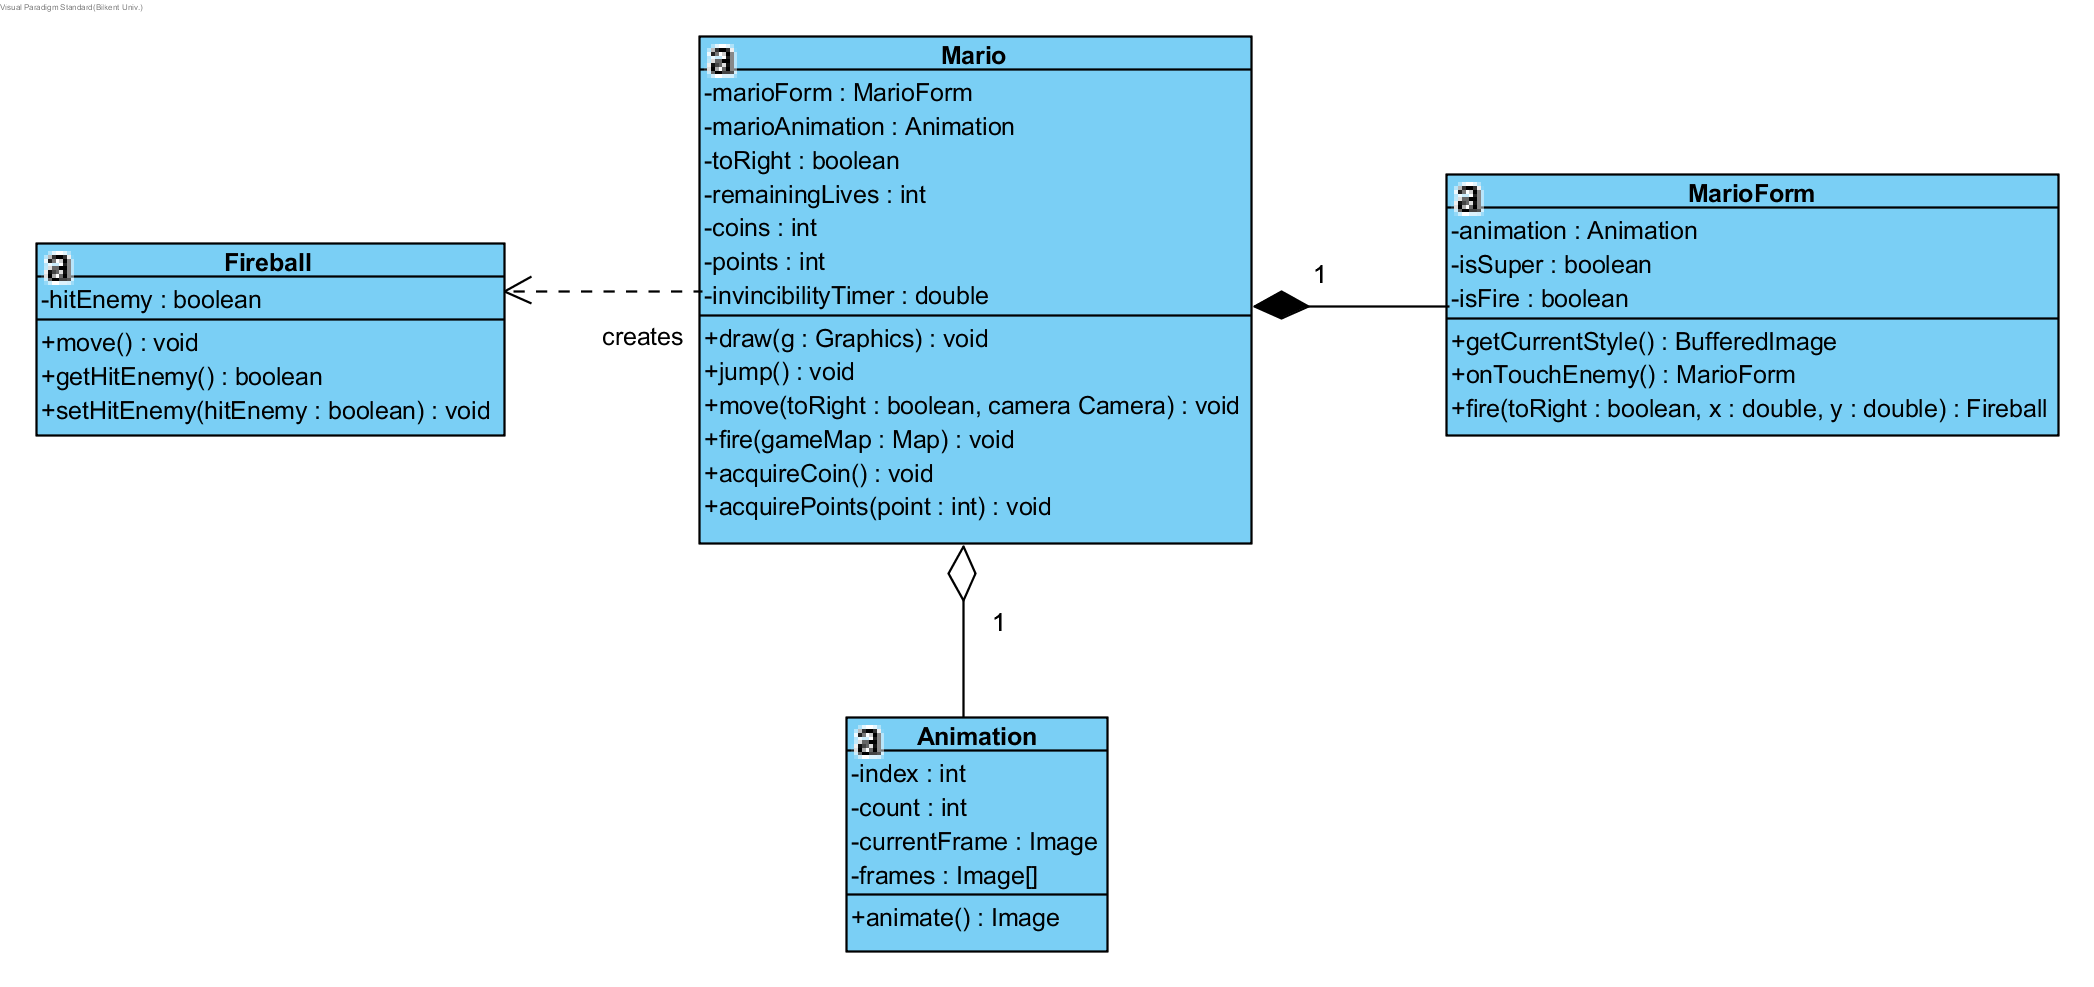 Visual Paradigm Standard(Bilkent Univ.)
a
Mario
-marioForm : MarioForm
-marioAnimation : Animation
-toRight : boolean
-remainingLives : int
-coins : int
-points : int
-invincibilityTimer : double
+draw(g : Graphics) : void
+jump() : void
+move(toRight : boolean, camera Camera) : void
+fire(gameMap : Map) : void
+acquireCoin() : void
+acquirePoints(point : int) : void
a
Fireball
-hitEnemy : boolean
+move() : void
+getHitEnemy() : boolean
+setHitEnemy(hitEnemy : boolean) : void
creates
1
a
MarioForm
-animation : Animation
-isSuper : boolean
-isFire : boolean
+getCurrentStyle() : BufferedImage
+onTouchEnemy() : MarioForm
+fire(toRight : boolean, x : double, y : double) : Fireball
1
a
Animation
-index : int
-count : int
-currentFrame : Image
-frames : Image[]
+animate() : Image